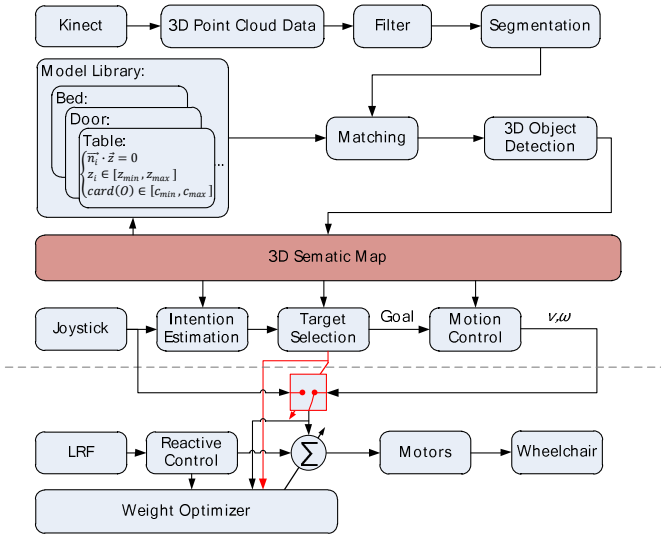 Kinect
3D Point Cloud Data
Filter
Segmentation
Model Library:
Bed:
Door:
Table:
$\vec{n_i} \cdot \vec{z} = 0$
$z_i \in [z_{min}, z_{max}]$
$card(O) \in [c_{min}, c_{max}]$
...
Matching
3D Object
Detection
3D Sematic Map
Joystick
Intention
Estimation
Target
Selection
Goal
Motion
Control
v,ω
LRF
Reactive
Control
Σ
Motors
Wheelchair
Weight Optimizer